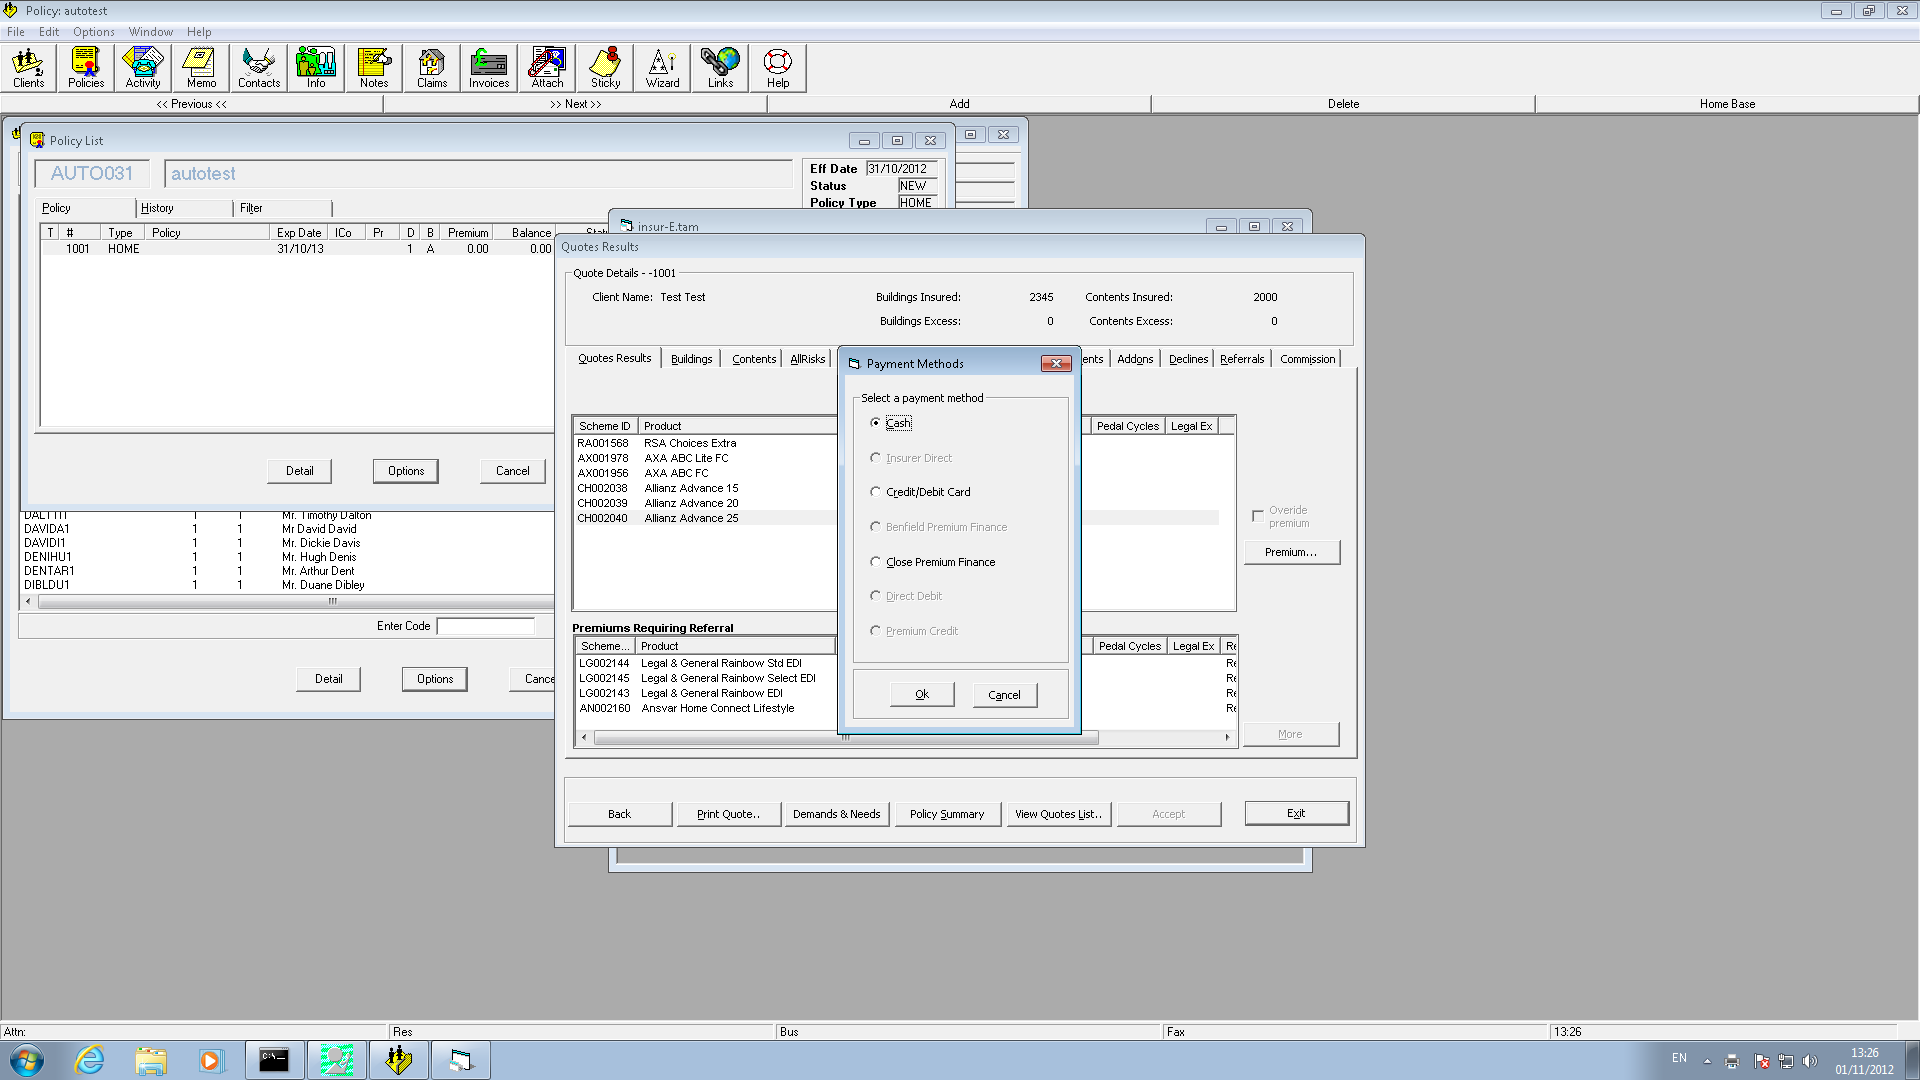 Policy: autotest
File Edit Options Window Help
Clients Policies Activity Memo Contacts Info Notes Claims Invoices Attach Sticky Wizard Links Help
<< Previous << >> Next >> Add Delete Home Base
Policy List
AUTO031 autotest
Eff Date 31/10/2012
Status NEW
Policy Type HOME
Policy History Filter
T # Type Policy Exp Date ICo Pr D B Premium Balance
1001 HOME 31/10/13 1 A 0.00 0.00
Detail Options Cancel
1 1 Mr. Timothy Dalton
DAVIDA1 1 1 Mr David David
DAVIDI1 1 1 Mr. Dickie Davis
DENIHU1 1 1 Mr. Hugh Denis
DENTAR1 1 1 Mr. Arthur Dent
DIBLDU1 1 1 Mr. Duane Dibley
Enter Code
Detail Options Cance
insur-E.tam
Quotes Results
Quote Details - -1001
Client Name: Test Test Buildings Insured: 2345 Contents Insured: 2000
Buildings Excess: 0 Contents Excess: 0
Quotes Results Buildings Contents AllRisks ents Addons Declines Referrals Commission
Scheme ID Product Pedal Cycles Legal Ex
RA001568 RSA Choices Extra
AX001978 AXA ABC Lite FC
AX001956 AXA ABC FC
CH002038 Allianz Advance 15
CH002039 Allianz Advance 20
CH002040 Allianz Advance 25
Overide premium
Premium...
Premiums Requiring Referral
Scheme... Product Pedal Cycles Legal Ex Re
LG002144 Legal & General Rainbow Std EDI Re
LG002145 Legal & General Rainbow Select EDI Re
LG002143 Legal & General Rainbow EDI Re
AN002160 Ansvar Home Connect Lifestyle Re
More
Back Print Quote.. Demands & Needs Policy Summary View Quotes List.. Accept Exit
Payment Methods
Select a payment method
Cash
Insurer Direct
Credit/Debit Card
Benfield Premium Finance
Close Premium Finance
Direct Debit
Premium Credit
Ok Cancel
Attn: Res Bus Fax 13:26
C:\_
EN 13:26
01/11/2012